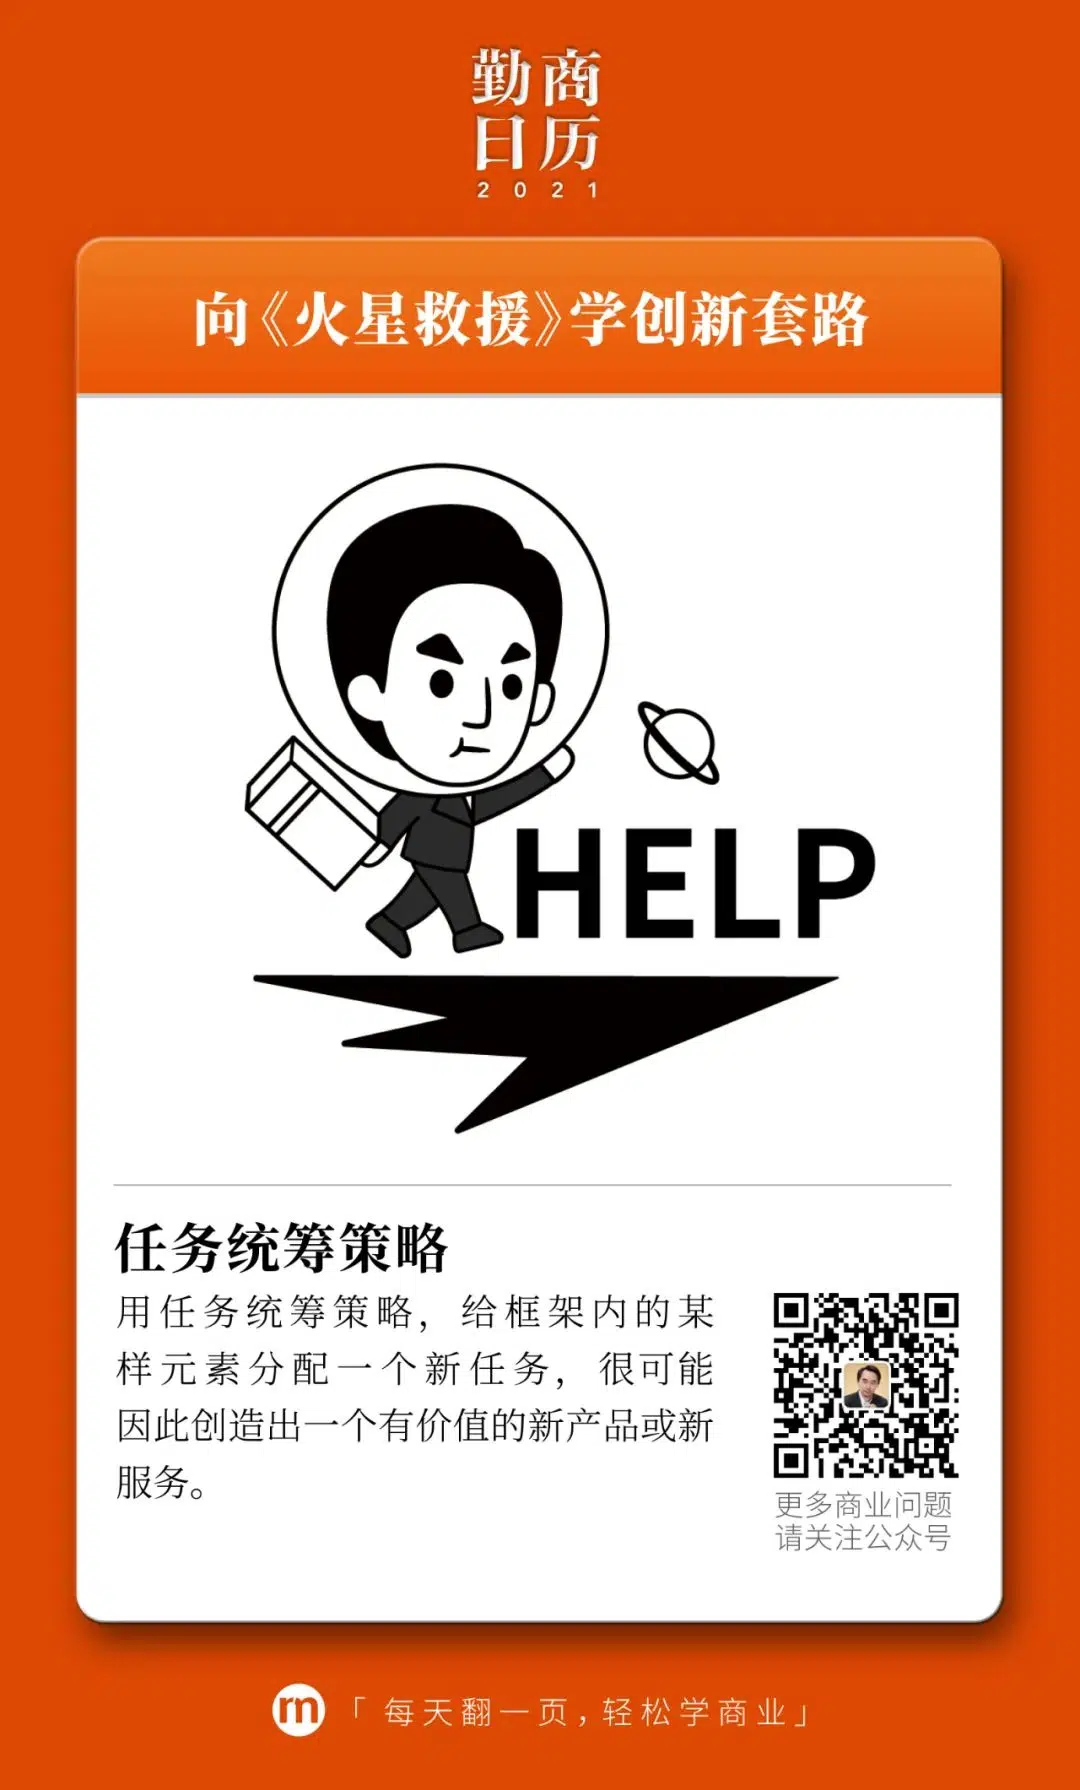 勤商
日历
2021
向《火星救援》学创新套路
HELP
任务统筹策略
用任务统筹策略，给框架内的某
样元素分配一个新任务，很可能
因此创造出一个有价值的新产品或新
服务。
更多商业问题
请关注公众号
rm「每天翻一页，轻松学商业」